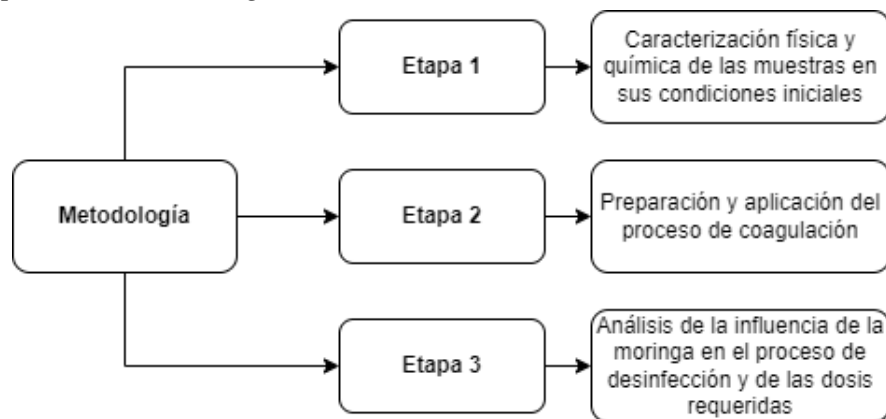 Etapa 1
Caracterización física y
química de las muestras en
sus condiciones iniciales
Metodología
Etapa 2
Preparación y aplicación del
proceso de coagulación
Etapa 3
Análisis de la influencia de la
moringa en el proceso de
desinfección y de las dosis
requeridas